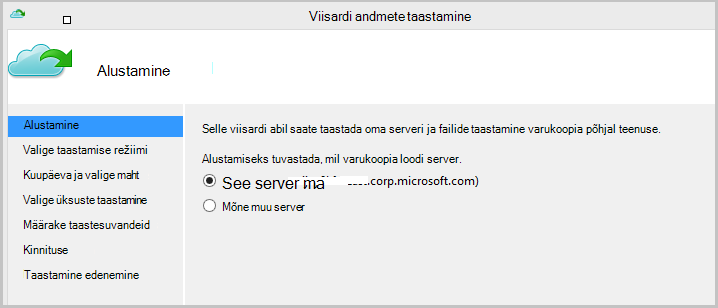 Viisardi andmete taastamine
Alustamine
Alustamine
Valige taastamise režiimi
Kuupäeva ja valige maht
Valige üksuste taastamine
Määrake taastesuvandeid
Kinnituse
Taastamine edenemine
Selle viisardi abil saate taastada oma serveri ja failide taastamine varukoopia põhjal teenuse.
Alustamiseks tuvastada, mil varukoopia loodi server.
See server ma corp.microsoft.com)
Mõne muu server